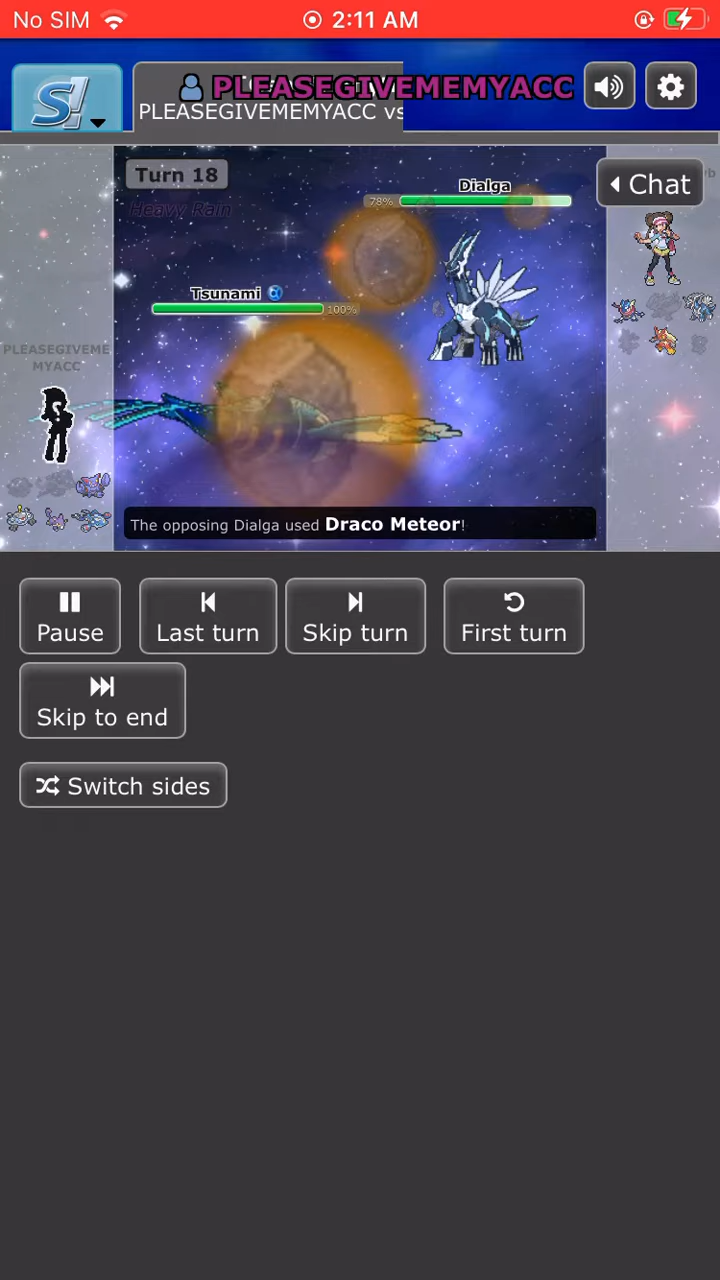 No SIM 2:11 AM
PLEASEGIVEMEMYACC
PLEASEGIVEMEMYACC vs
Turn 18
Heavy Rain
Dialga
78%
Chat
Tsunami
100%
PLEASEGIVEME
MYACC
The opposing Dialga used Draco Meteor!
Pause
Last turn
Skip turn
First turn
Skip to end
Switch sides